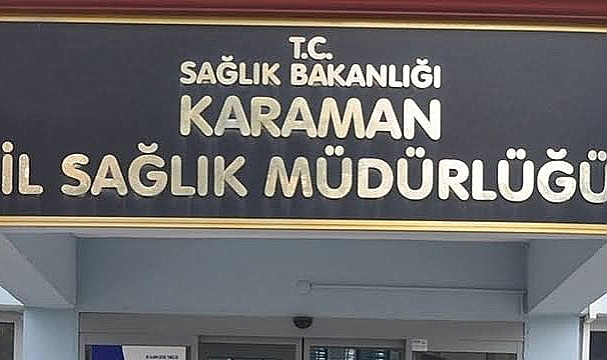 T.C.
SAĞLIK BAKANLIĞI
KARAMAN
İL SAĞLIK MÜDÜRLÜĞÜ